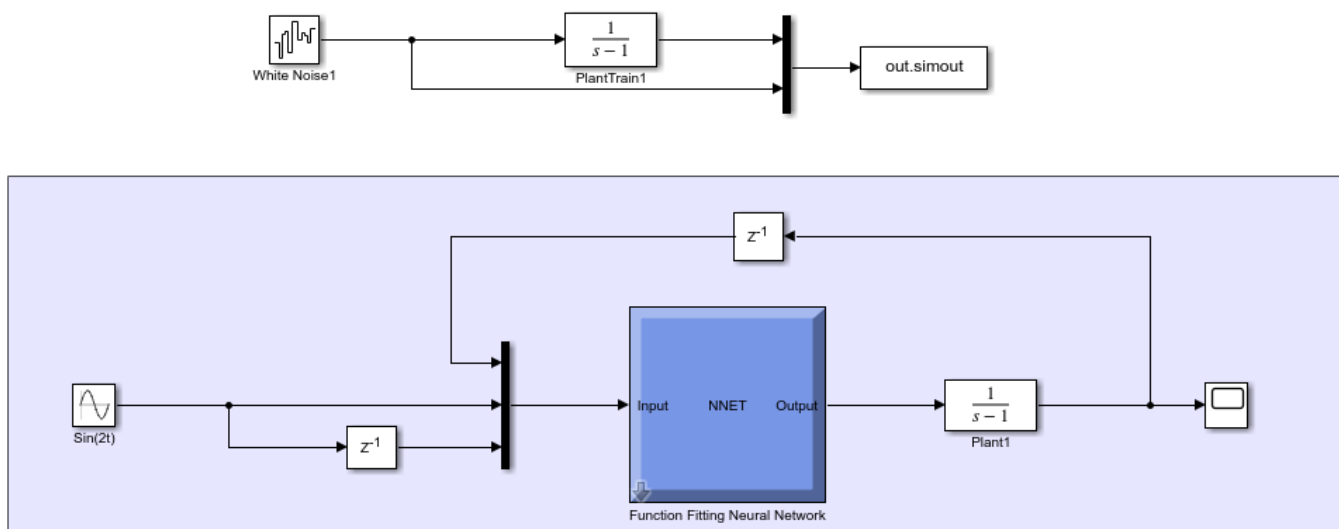 1
s − 1
White Noise1
PlantTrain1
out.simout
z-1
Sin(2t)
z-1
Input NNET Output
1
s − 1
Plant1
Function Fitting Neural Network